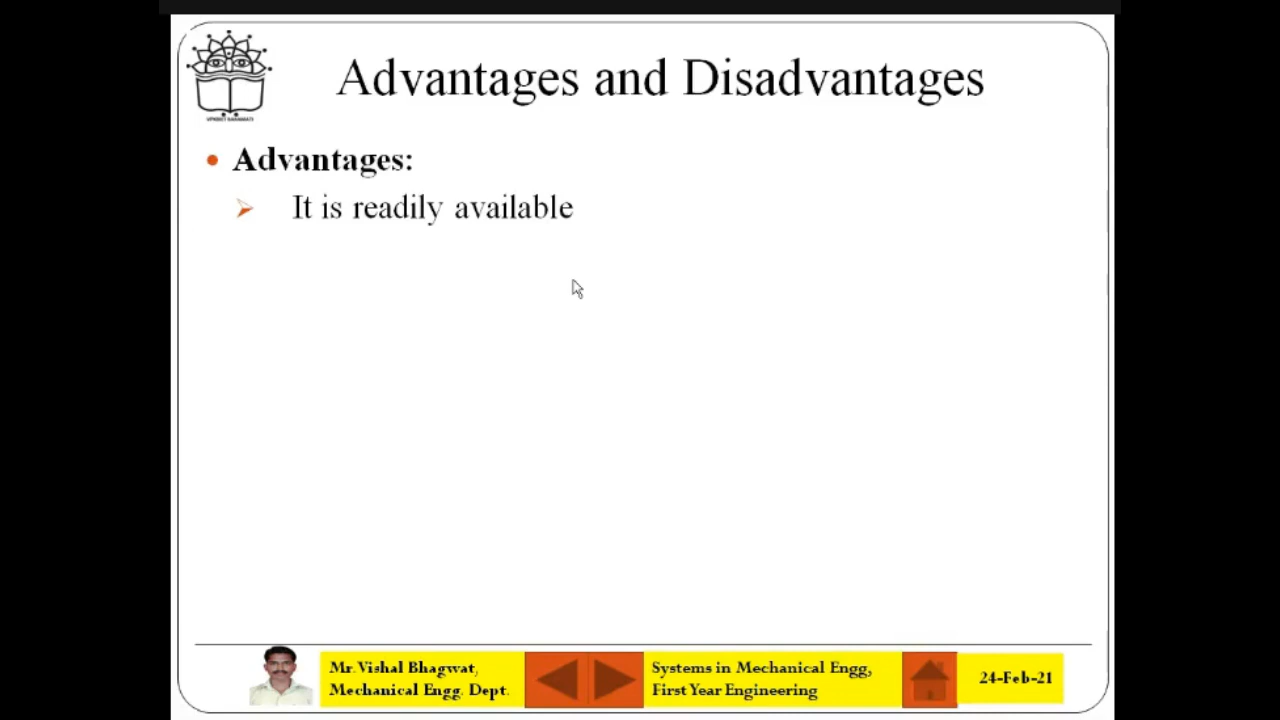 Advantages and Disadvantages
Advantages:
It is readily available
Mr. Vishal Bhagwat,
Mechanical Engg. Dept.
Systems in Mechanical Engg,
First Year Engineering
24-Feb-21